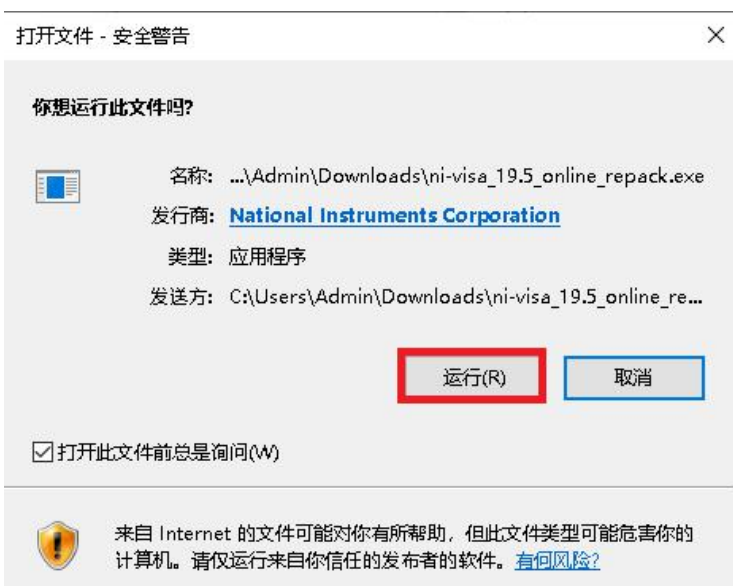 打开文件 - 安全警告
你想运行此文件吗?
名称: ...\Admin\Downloads\ni-visa_19.5_online_repack.exe
发行商: National Instruments Corporation
类型: 应用程序
发送方: C:\Users\Admin\Downloads\ni-visa_19.5_online_re...
运行(R) 取消
打开此文件前总是询问(W)
来自 Internet 的文件可能对你有所帮助，但此文件类型可能危害你的
计算机。请仅运行来自你信任的发布者的软件。有何风险?